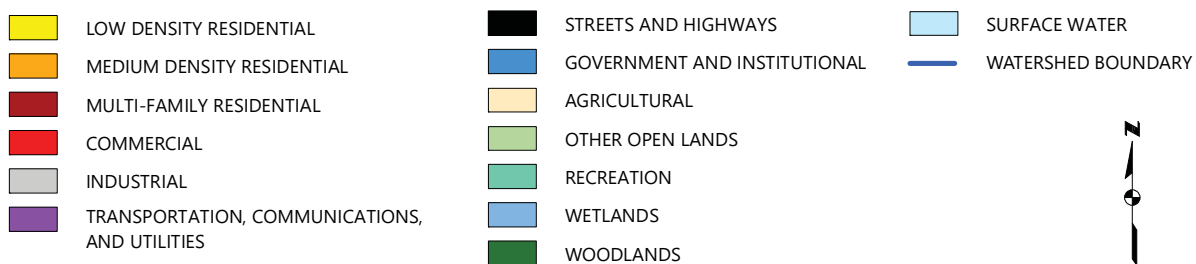 LOW DENSITY RESIDENTIAL
MEDIUM DENSITY RESIDENTIAL
MULTI-FAMILY RESIDENTIAL
COMMERCIAL
INDUSTRIAL
TRANSPORTATION, COMMUNICATIONS,
AND UTILITIES
STREETS AND HIGHWAYS
GOVERNMENT AND INSTITUTIONAL
AGRICULTURAL
OTHER OPEN LANDS
RECREATION
WETLANDS
WOODLANDS
SURFACE WATER
WATERSHED BOUNDARY
N